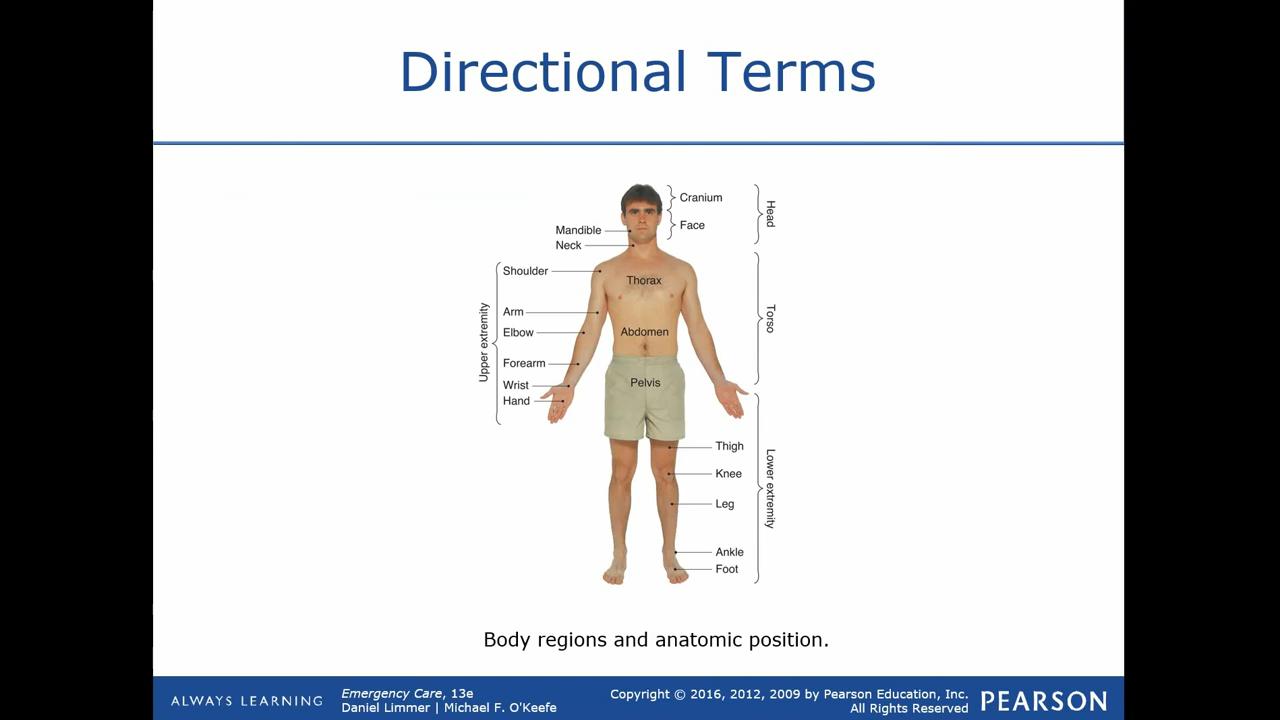 Directional Terms
Cranium
Face
Head
Mandible
Neck
Shoulder
Arm
Elbow
Forearm
Wrist
Hand
Upper extremity
Thorax
Abdomen
Pelvis
Torso
Thigh
Knee
Leg
Ankle
Foot
Lower extremity
Body regions and anatomic position.
ALWAYS LEARNING
Emergency Care, 13e
Daniel Limmer | Michael F. O'Keefe
Copyright © 2016, 2012, 2009 by Pearson Education, Inc.
All Rights Reserved
PEARSON